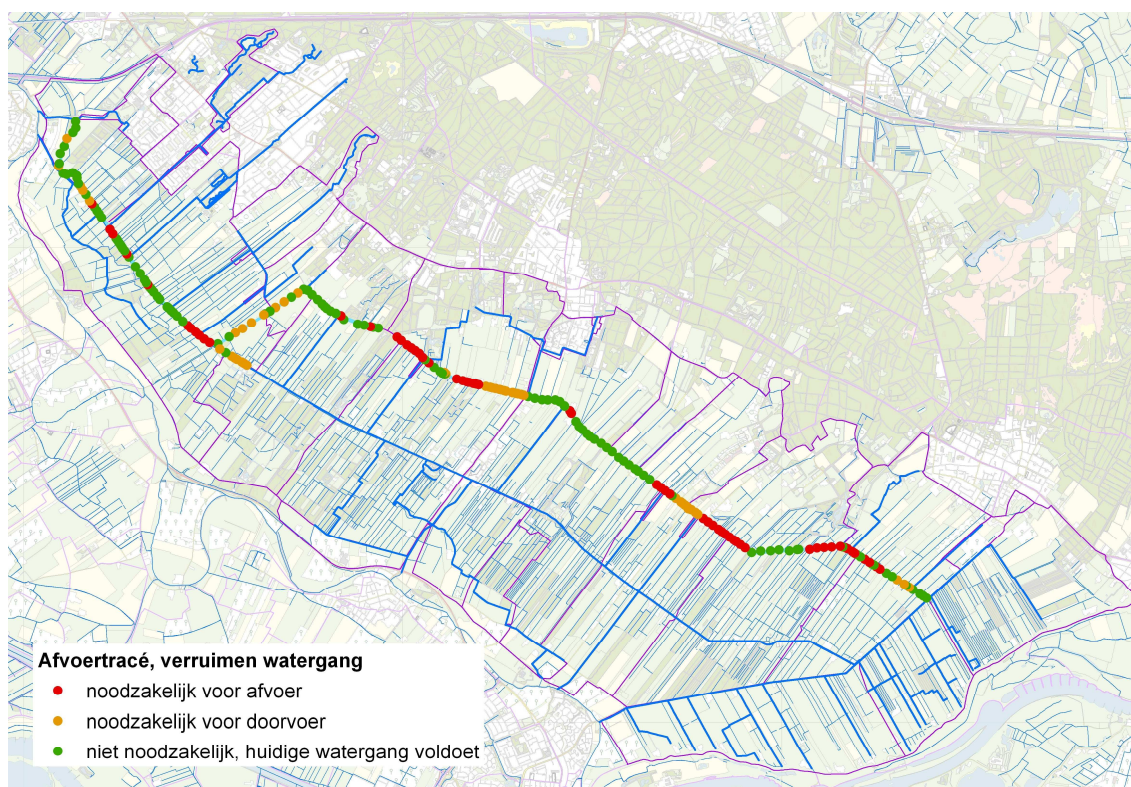 Afvoertracé, verruimen watergang
noodzakelijk voor afvoer
noodzakelijk voor doorvoer
niet noodzakelijk, huidige watergang voldoet